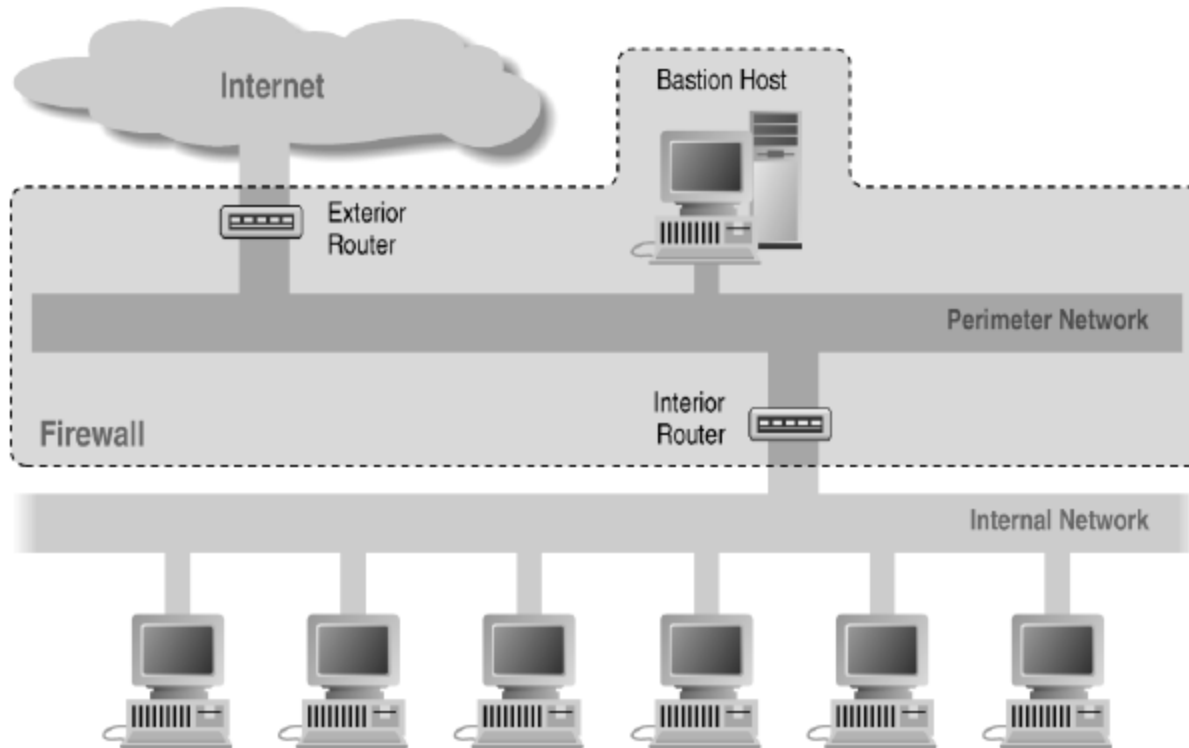 Internet
Bastion Host
Exterior
Router
Perimeter Network
Interior
Router
Firewall
Internal Network